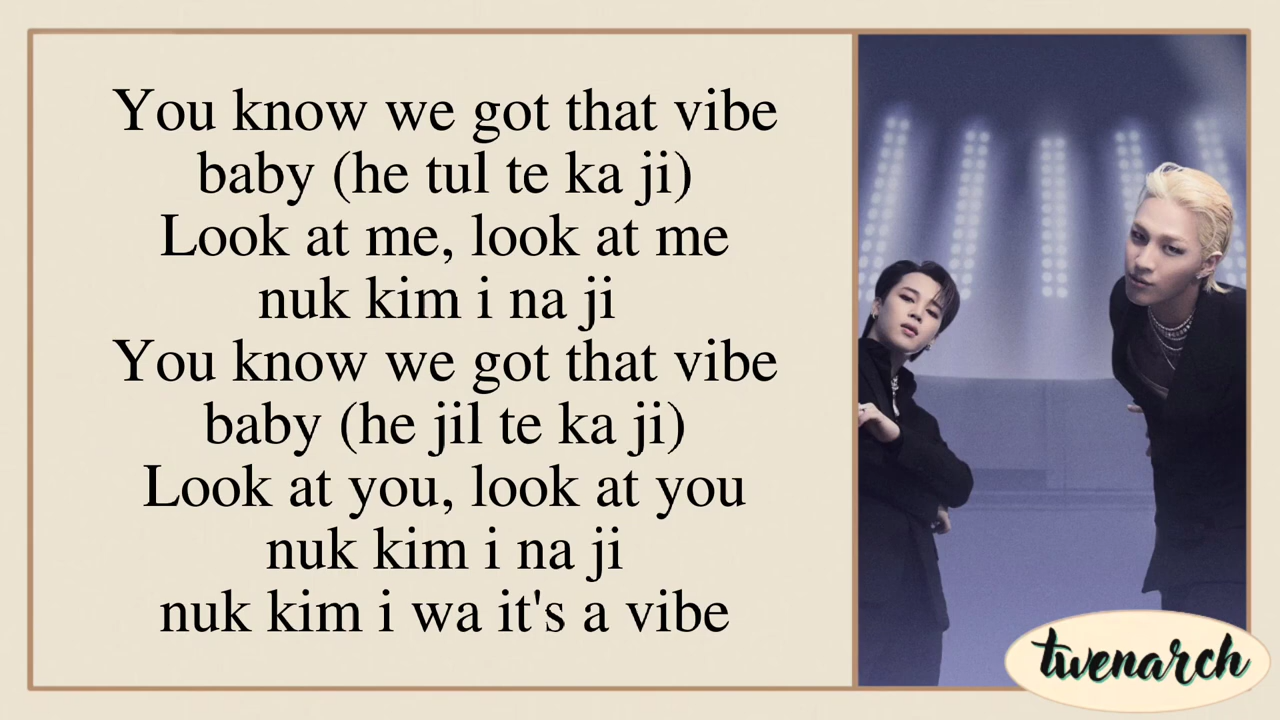 You know we got that vibe
baby (he tul te ka ji)
Look at me, look at me
nuk kim i na ji
You know we got that vibe
baby (he jil te ka ji)
Look at you, look at you
nuk kim i na ji
nuk kim i wa it's a vibe
twenarch